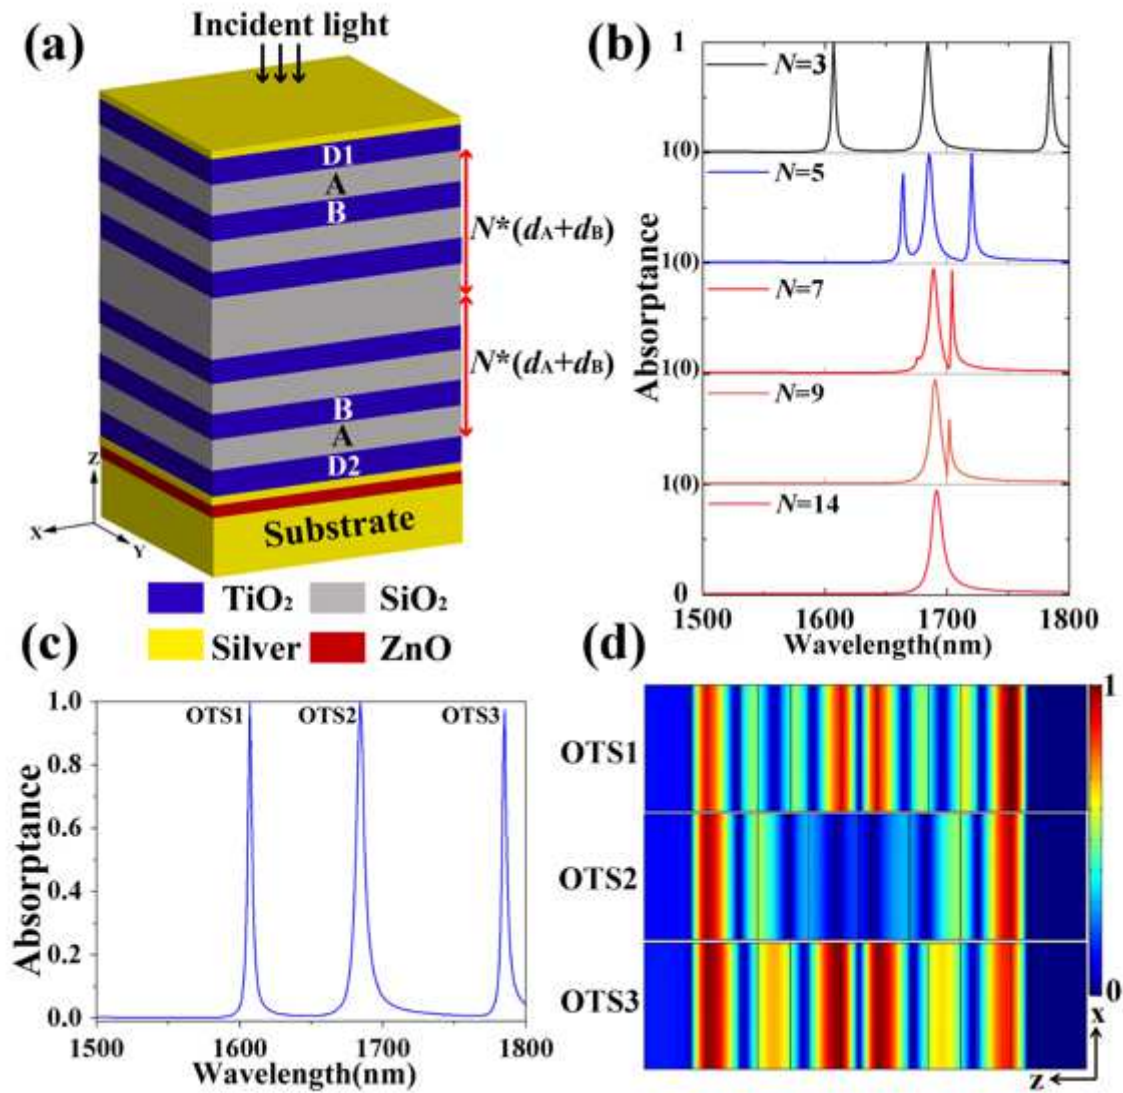 (a)
Incident light
D1
A
B
N*(dA+dB)
N*(dA+dB)
B
A
D2
Substrate
Z
X
Y
TiO₂
SiO₂
Silver
ZnO
(b)
1
N=3
1(0)
N=5
1(0)
N=7
1(0)
N=9
1(0)
N=14
0
Absorptance
1500 1600 1700 1800
Wavelength(nm)
(c)
1.0
0.8
0.6
0.4
0.2
0.0
Absorptance
OTS1 OTS2 OTS3
1500 1600 1700 1800
Wavelength(nm)
(d)
OTS1
OTS2
OTS3
1
0
x
z